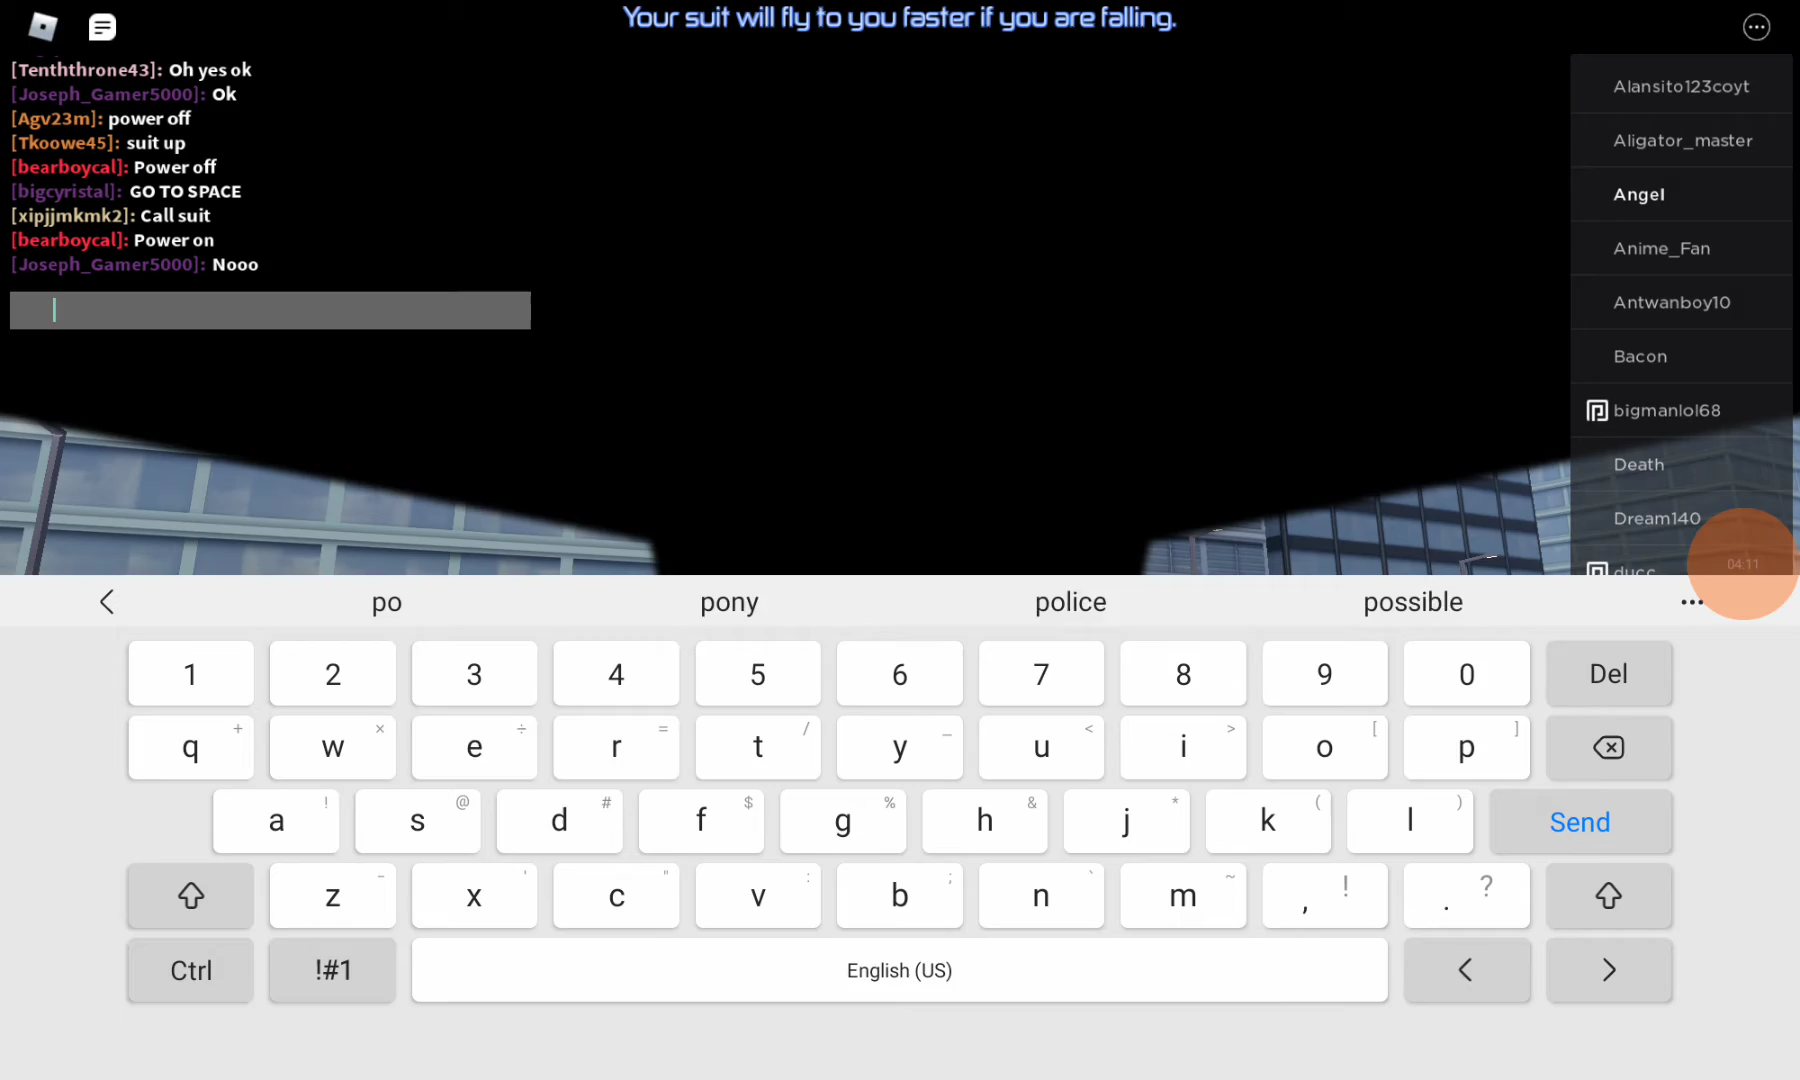 Your suit will fly to you faster if you are falling.
[Tenththrone43]: Oh yes ok
[Joseph_Gamer5000]: Ok
[Agv23m]: power off
[Tkoowe45]: suit up
[bearboycal]: Power off
[bigcyristal]: GO TO SPACE
[xipjjmkmk2]: Call suit
[bearboycal]: Power on
[Joseph_Gamer5000]: Nooo
Alansito123coyt
Aligator_master
Angel
Anime_Fan
Antwanboy10
Bacon
bigmanlol68
Death
Dream140
ducc
04:11
po pony police possible
1 2 3 4 5 6 7 8 9 0 Del
q + w × e ÷ r = t / y _ u < i > o [ p ]
a ! s @ d # f $ g % h & j * k ( l ) Send
z - x ' c " v : b ; n ` m ~ , ! . ?
Ctrl !#1 English (US) < >